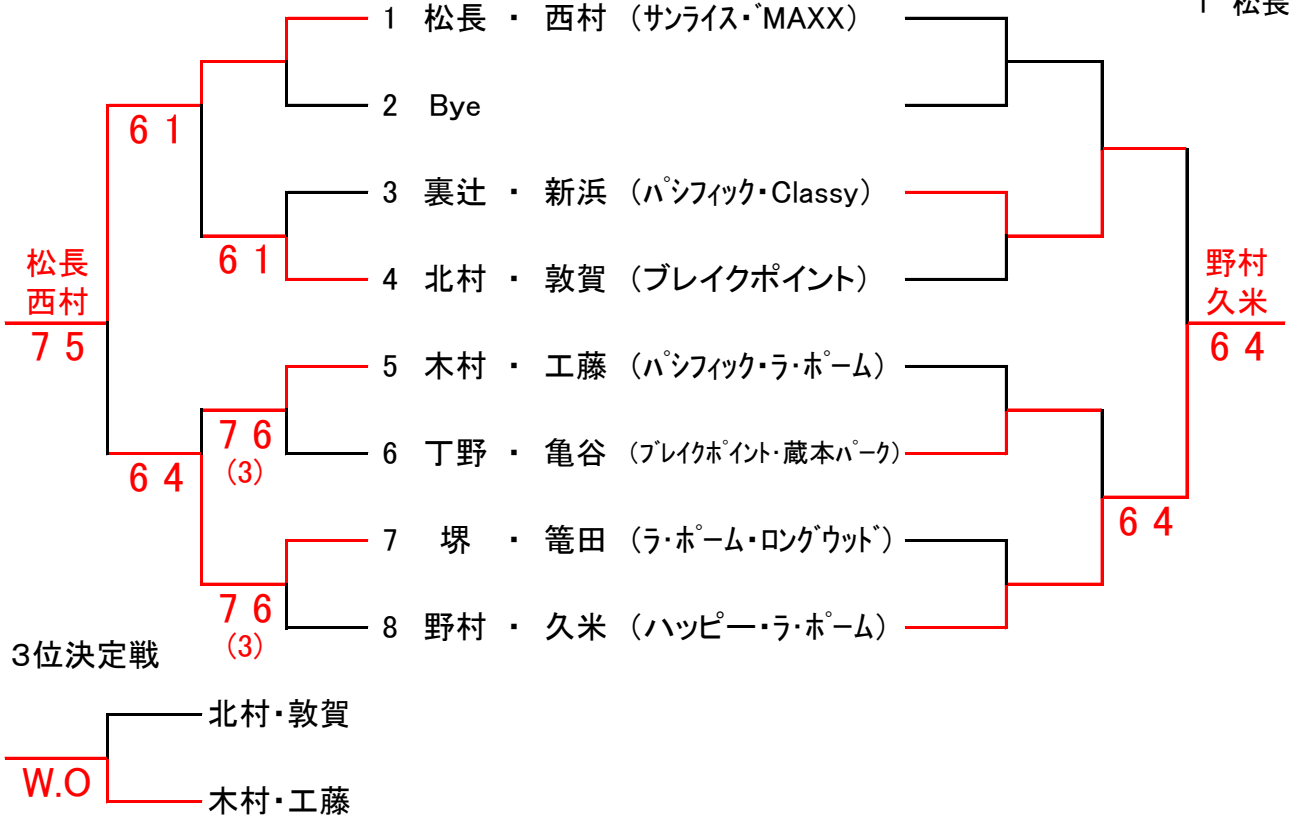 1 松長 ・ 西村 (サンライズ・MAXX)
1 松長
2 Bye
6 1
3 裏辻 ・ 新浜 (パシフィック・Classy)
6 1
4 北村 ・ 敦賀 (ブレイクポイント)
松長
西村
7 5
野村
久米
6 4
5 木村 ・ 工藤 (パシフィック・ラ・ポーム)
7 6
(3)
6 丁野 ・ 亀谷 (ブレイクポイント・蔵本パーク)
6 4
6 4
7 堺 ・ 篭田 (ラ・ポーム・ロングウッド)
7 6
(3)
8 野村 ・ 久米 (ハッピー・ラ・ポーム)
3位決定戦
北村・敦賀
W.O
木村・工藤